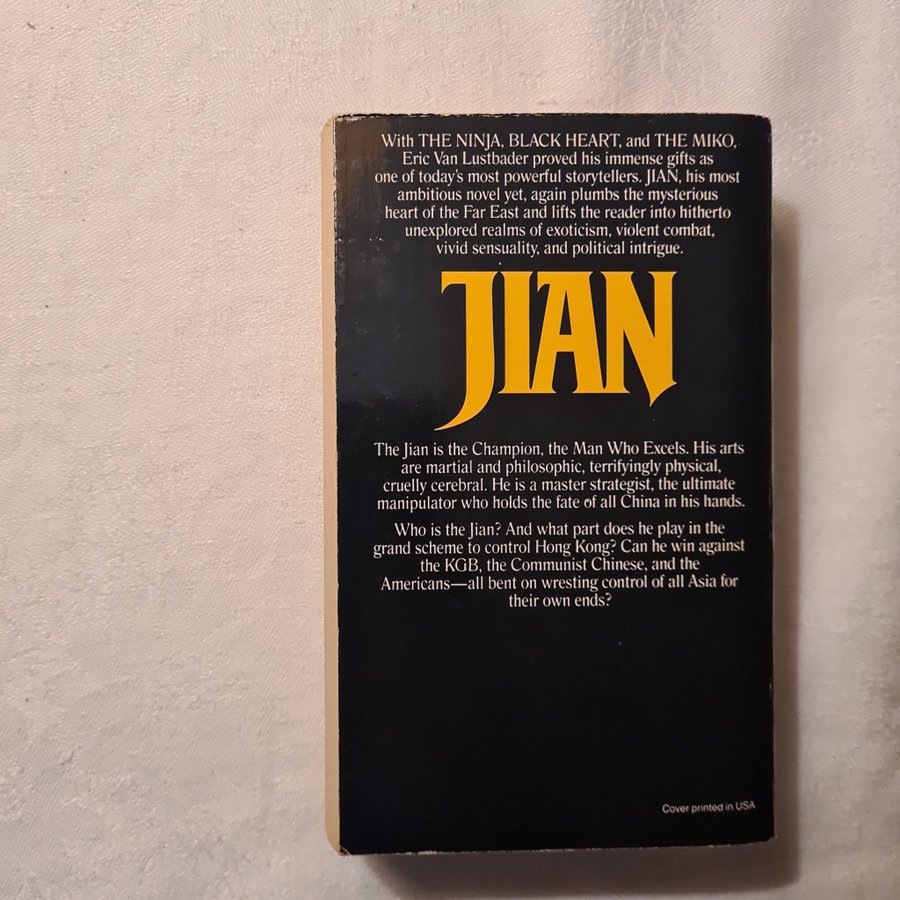 With THE NINJA, BLACK HEART, and THE MIKO,
Eric Van Lustbader proved his immense gifts as
one of today's most powerful storytellers. JIAN, his most
ambitious novel yet, again plumbs the mysterious
heart of the Far East and lifts the reader into hitherto
unexplored realms of exoticism, violent combat,
vivid sensuality, and political intrigue.
JIAN
The Jian is the Champion, the Man Who Excels. His arts
are martial and philosophic, terrifyingly physical,
cruelly cerebral. He is a master strategist, the ultimate
manipulator who holds the fate of all China in his hands.
Who is the Jian? And what part does he play in the
grand scheme to control Hong Kong? Can he win against
the KGB, the Communist Chinese, and the
Americans—all bent on wresting control of all Asia for
their own ends?
Cover printed in USA